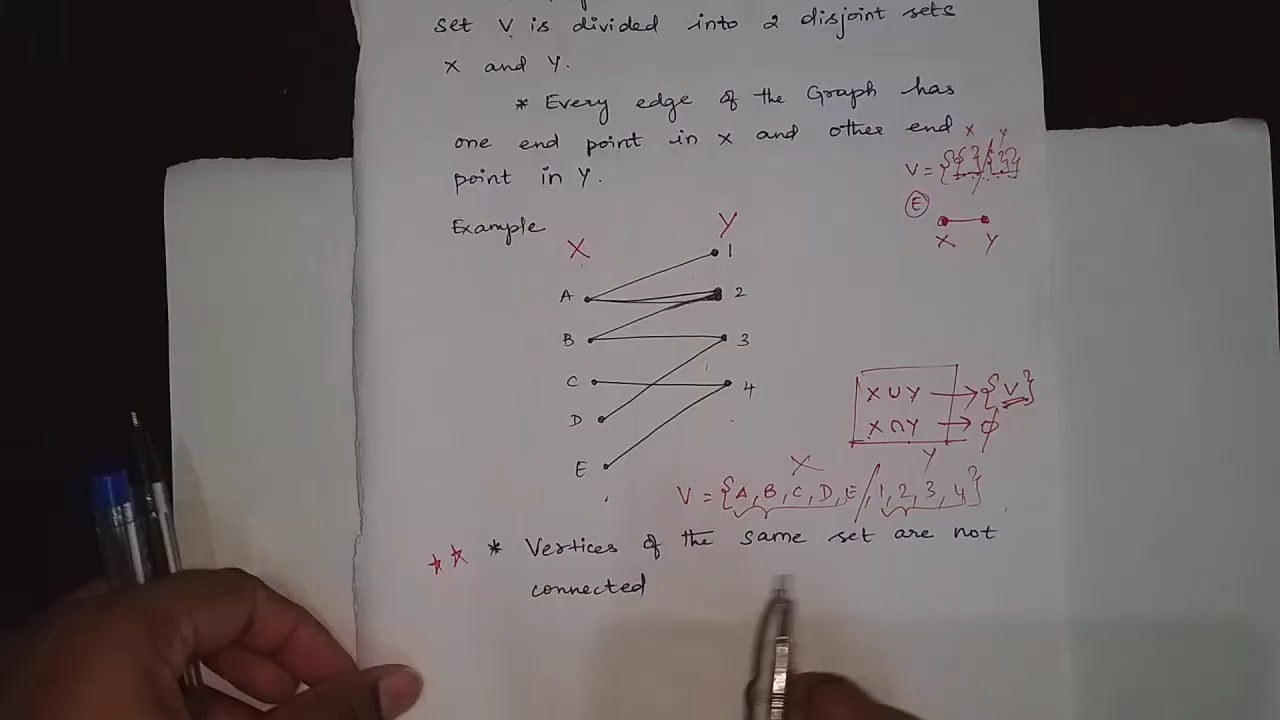 set V is divided into 2 disjoint sets
X and Y.
* Every edge of the Graph has
one end point in X and other end
point in Y.
X Y
V = {{ }, { }}
E
X Y
Example
X Y
1
A 2
B 3
C 4
D
E
X ∪ Y → {V}
X ∩ Y → ϕ
X Y
V = {A, B, C, D, E, 1, 2, 3, 4}
** * Vertices of the same set are not
connected